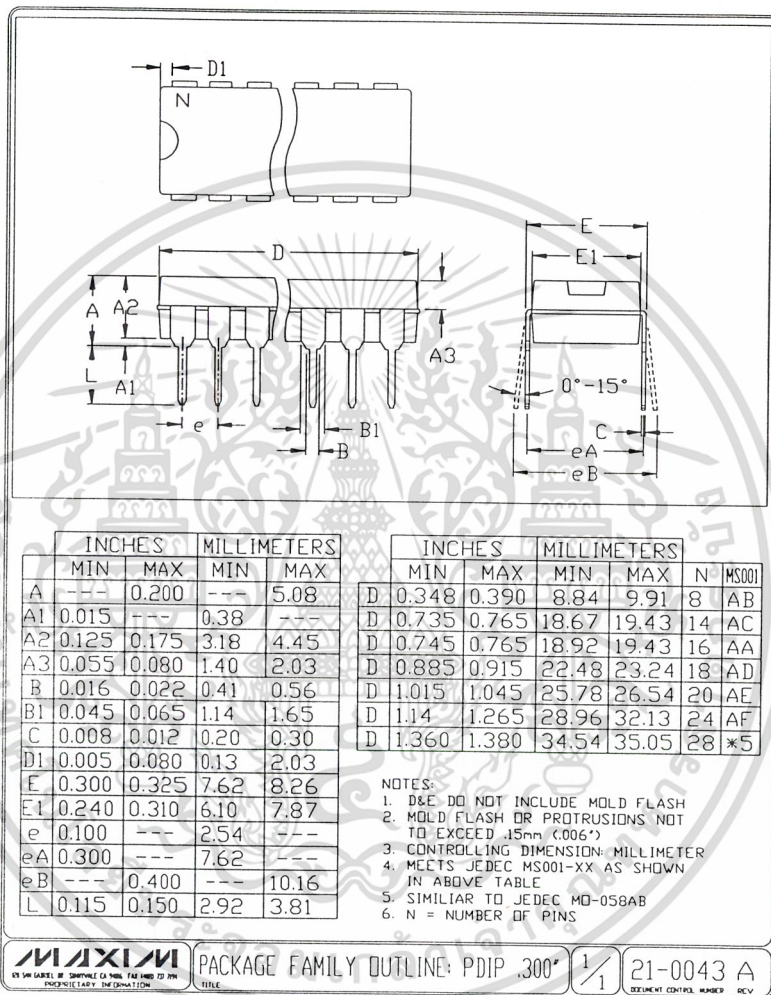 D1
N
D
E
E1
A
A2
A3
L
A1
0°-15°
e
B1
B
C
eA
eB
INCHES MILLIMETERS
MIN MAX MIN MAX
A --- 0.200 --- 5.08
A1 0.015 --- 0.38 ---
A2 0.125 0.175 3.18 4.45
A3 0.055 0.080 1.40 2.03
B 0.016 0.022 0.41 0.56
B1 0.045 0.065 1.14 1.65
C 0.008 0.012 0.20 0.30
D1 0.005 0.080 0.13 2.03
E 0.300 0.325 7.62 8.26
E1 0.240 0.310 6.10 7.87
e 0.100 --- 2.54 ---
eA 0.300 --- 7.62 ---
eB --- 0.400 --- 10.16
L 0.115 0.150 2.92 3.81
INCHES MILLIMETERS
MIN MAX MIN MAX N MS001
D 0.348 0.390 8.84 9.91 8 AB
D 0.735 0.765 18.67 19.43 14 AC
D 0.745 0.765 18.92 19.43 16 AA
D 0.885 0.915 22.48 23.24 18 AD
D 1.015 1.045 25.78 26.54 20 AE
D 1.14 1.265 28.96 32.13 24 AF
D 1.360 1.380 34.54 35.05 28 *5
NOTES:
1. D&E DO NOT INCLUDE MOLD FLASH
2. MOLD FLASH OR PROTRUSIONS NOT
TO EXCEED .15mm (.006")
3. CONTROLLING DIMENSION: MILLIMETER
4. MEETS JEDEC MS001-XX AS SHOWN
IN ABOVE TABLE
5. SIMILIAR TO JEDEC MO-058AB
6. N = NUMBER OF PINS
MAXIM
PROPRIETARY INFORMATION
PACKAGE FAMILY OUTLINE: PDIP .300"
TITLE
1/1
21-0043 A
DOCUMENT CONTROL NUMBER REV